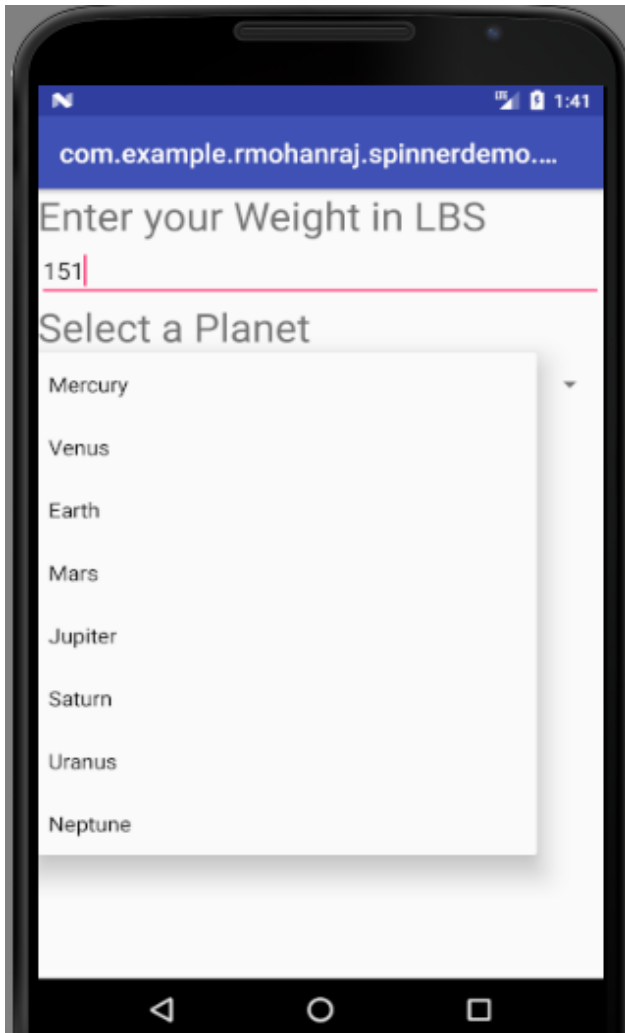 LTE 1:41
com.example.rmohanraj.spinnerdemo....
Enter your Weight in LBS
151
Select a Planet
Mercury
Venus
Earth
Mars
Jupiter
Saturn
Uranus
Neptune